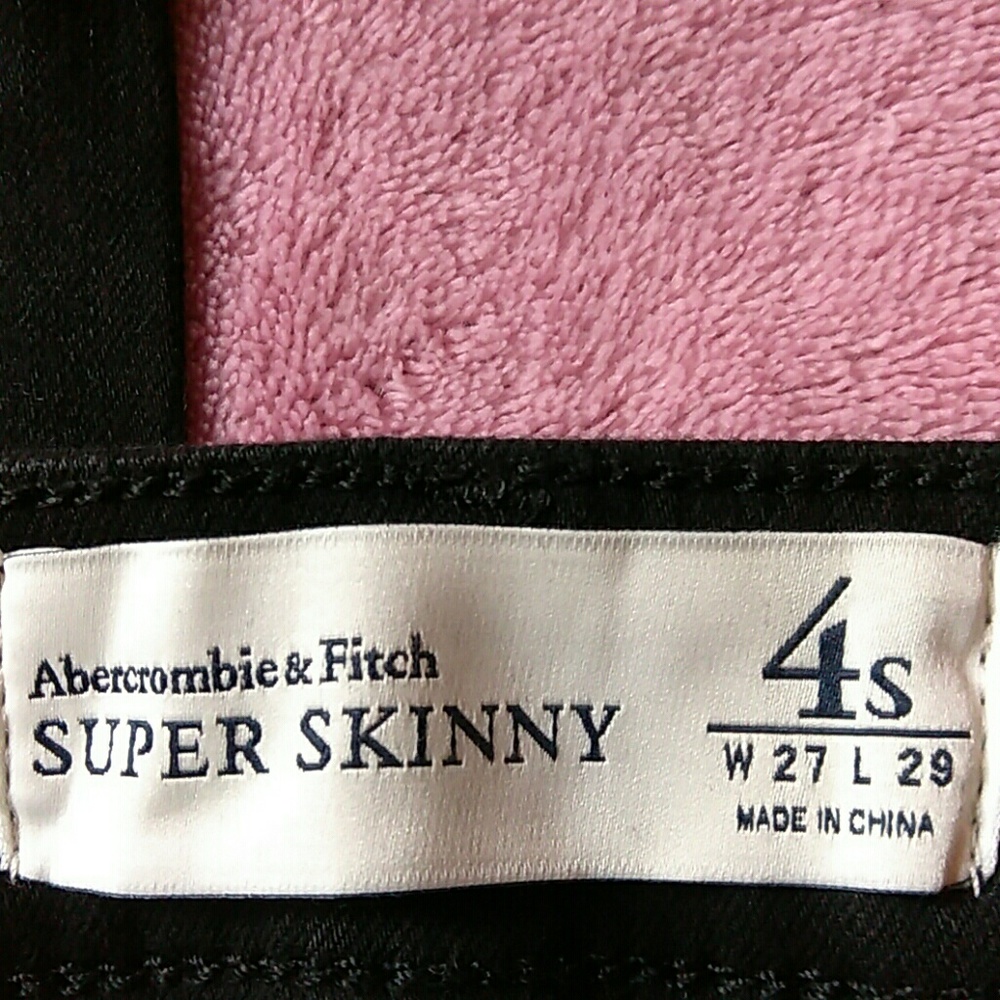 Abercrombie & Fitch
SUPER SKINNY
4s
W 27 L 29
MADE IN CHINA